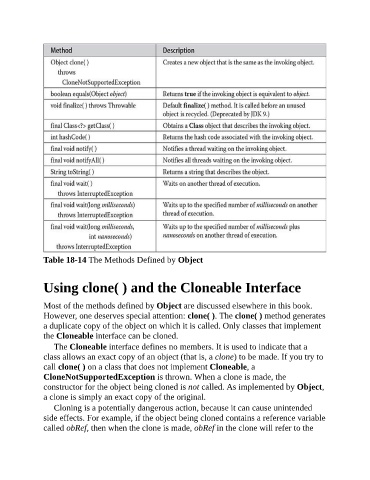 Method Description
Object clone( )
throws
CloneNotSupportedException
Creates a new object that is the same as the invoking object.
boolean equals(Object object) Returns true if the invoking object is equivalent to object.
void finalize( ) throws Throwable
Default finalize( ) method. It is called before an unused
object is recycled. (Deprecated by JDK 9.)
final Class<?> getClass( ) Obtains a Class object that describes the invoking object.
int hashCode( ) Returns the hash code associated with the invoking object.
final void notify( ) Notifies a thread waiting on the invoking object.
final void notifyAll( ) Notifies all threads waiting on the invoking object.
String toString( ) Returns a string that describes the object.
final void wait( )
throws InterruptedException
Waits on another thread of execution.
final void wait(long milliseconds)
throws InterruptedException
Waits up to the specified number of milliseconds on another
thread of execution.
final void wait(long milliseconds,
int nanoseconds)
throws InterruptedException
Waits up to the specified number of milliseconds plus
nanoseconds on another thread of execution.
Table 18-14 The Methods Defined by Object
Using clone( ) and the Cloneable Interface
Most of the methods defined by Object are discussed elsewhere in this book.
However, one deserves special attention: clone( ). The clone( ) method generates
a duplicate copy of the object on which it is called. Only classes that implement
the Cloneable interface can be cloned.
The Cloneable interface defines no members. It is used to indicate that a
class allows an exact copy of an object (that is, a clone) to be made. If you try to
call clone( ) on a class that does not implement Cloneable, a
CloneNotSupportedException is thrown. When a clone is made, the
constructor for the object being cloned is not called. As implemented by Object,
a clone is simply an exact copy of the original.
Cloning is a potentially dangerous action, because it can cause unintended
side effects. For example, if the object being cloned contains a reference variable
called obRef, then when the clone is made, obRef in the clone will refer to the